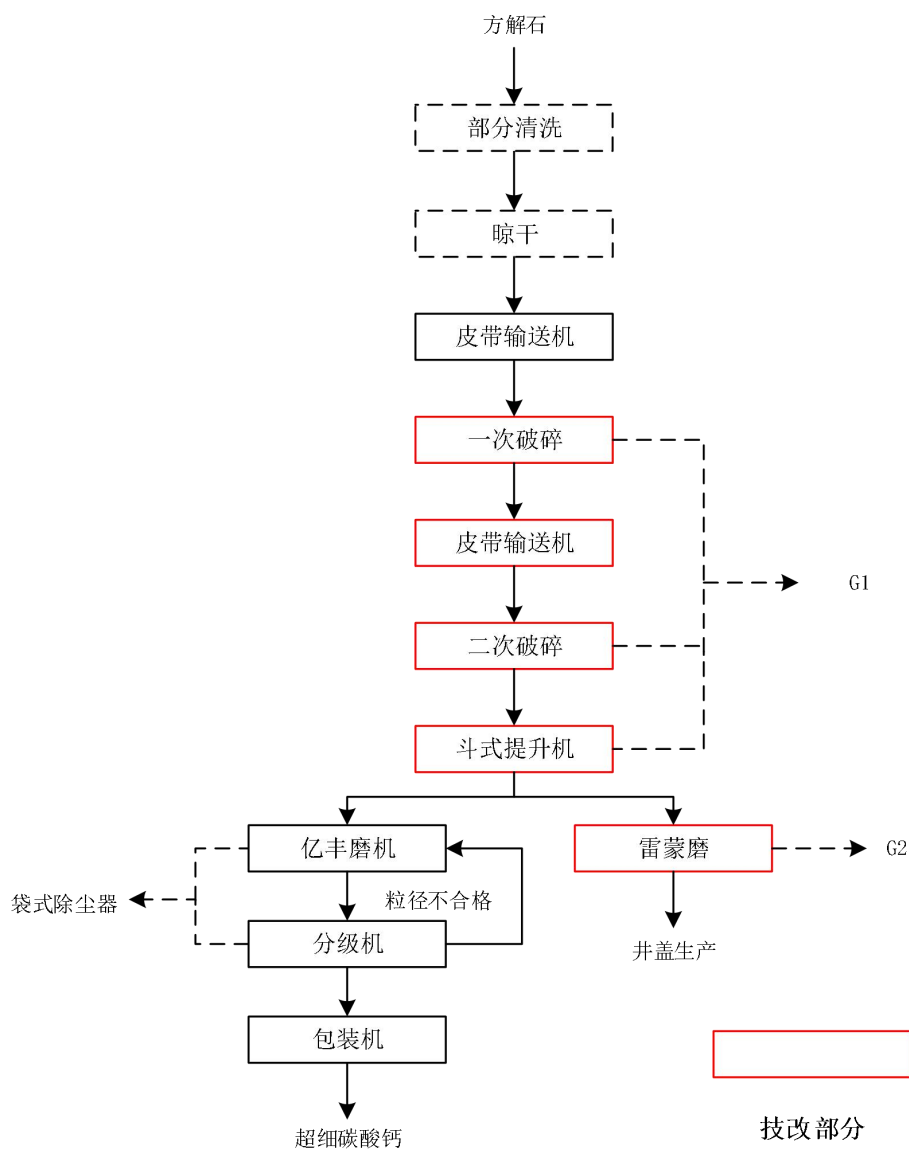 方解石
部分清洗
晾干
皮带输送机
一次破碎
皮带输送机
G1
二次破碎
斗式提升机
亿丰磨机
雷蒙磨
G2
袋式除尘器
粒径不合格
分级机
井盖生产
包装机
超细碳酸钙
技改部分